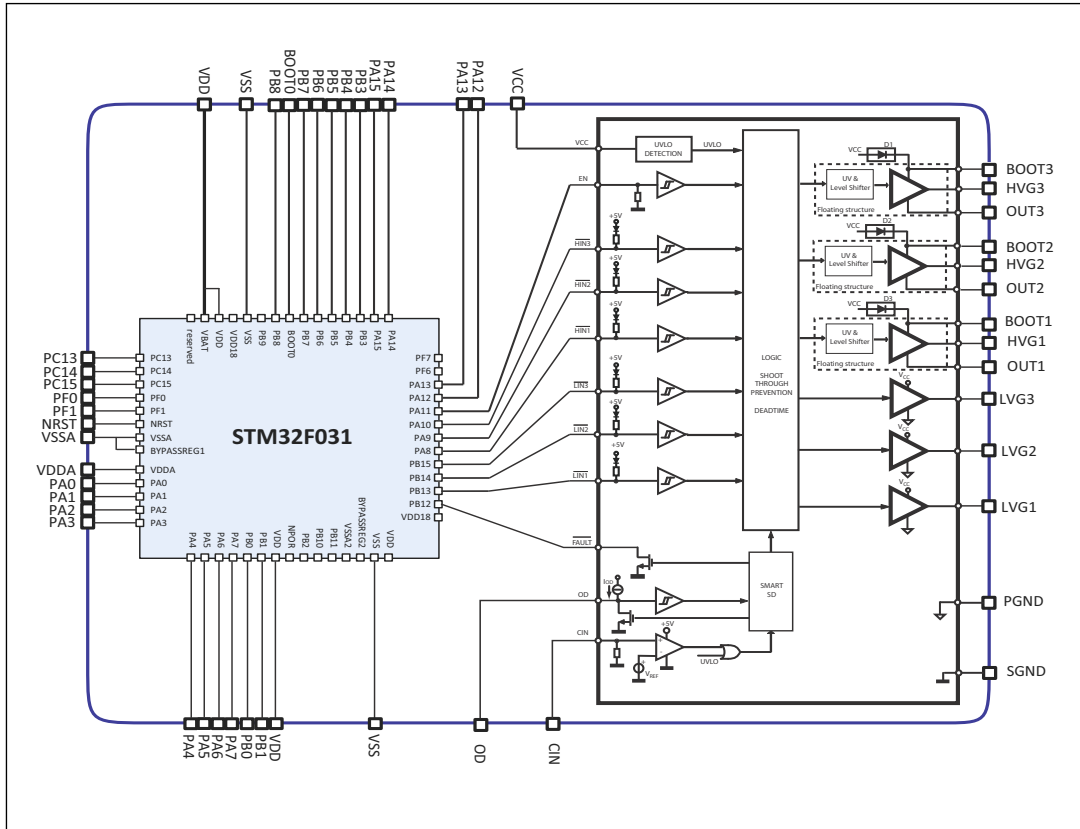 VDD
VSS
PB8
BOOT0
PB7
PB6
PB5
PB4
PB3
PA15
PA14
PA13
PA12
VCC
VCC
UVLO
DETECTION
UVLO
EN
+5V
HIN3
+5V
HIN2
+5V
HIN1
+5V
LIN3
+5V
LIN2
+5V
LIN1
FAULT
IOD
OD
CIN
+5V
VREF
UVLO
LOGIC
SHOOT
THROUGH
PREVENTION
DEADTIME
SMART
SD
VCC
D1
UV &
Level Shifter
Floating structure
VCC
D2
UV &
Level Shifter
Floating structure
VCC
D3
UV &
Level Shifter
Floating structure
VCC
VCC
VCC
BOOT3
HVG3
OUT3
BOOT2
HVG2
OUT2
BOOT1
HVG1
OUT1
LVG3
LVG2
LVG1
PGND
SGND
reserved
VBAT
VDD
VDD18
VSS
PB9
PB8
BOOT0
PB7
PB6
PB5
PB4
PB3
PA15
PA14
PC13
PC14
PC15
PF0
PF1
NRST
VSSA
VDDA
PA0
PA1
PA2
PA3
PC13
PC14
PC15
PF0
PF1
NRST
VSSA
BYPASSREG1
VDDA
PA0
PA1
PA2
PA3
STM32F031
PF7
PF6
PA13
PA12
PA11
PA10
PA9
PA8
PB15
PB14
PB13
PB12
VDD18
PA4
PA5
PA6
PA7
PB0
PB1
VDD
NPOR
PB2
PB10
PB11
VSSA2
BYPASSREG2
VSS
VDD
PA4
PA5
PA6
PA7
PB0
PB1
VDD
VSS
OD
CIN